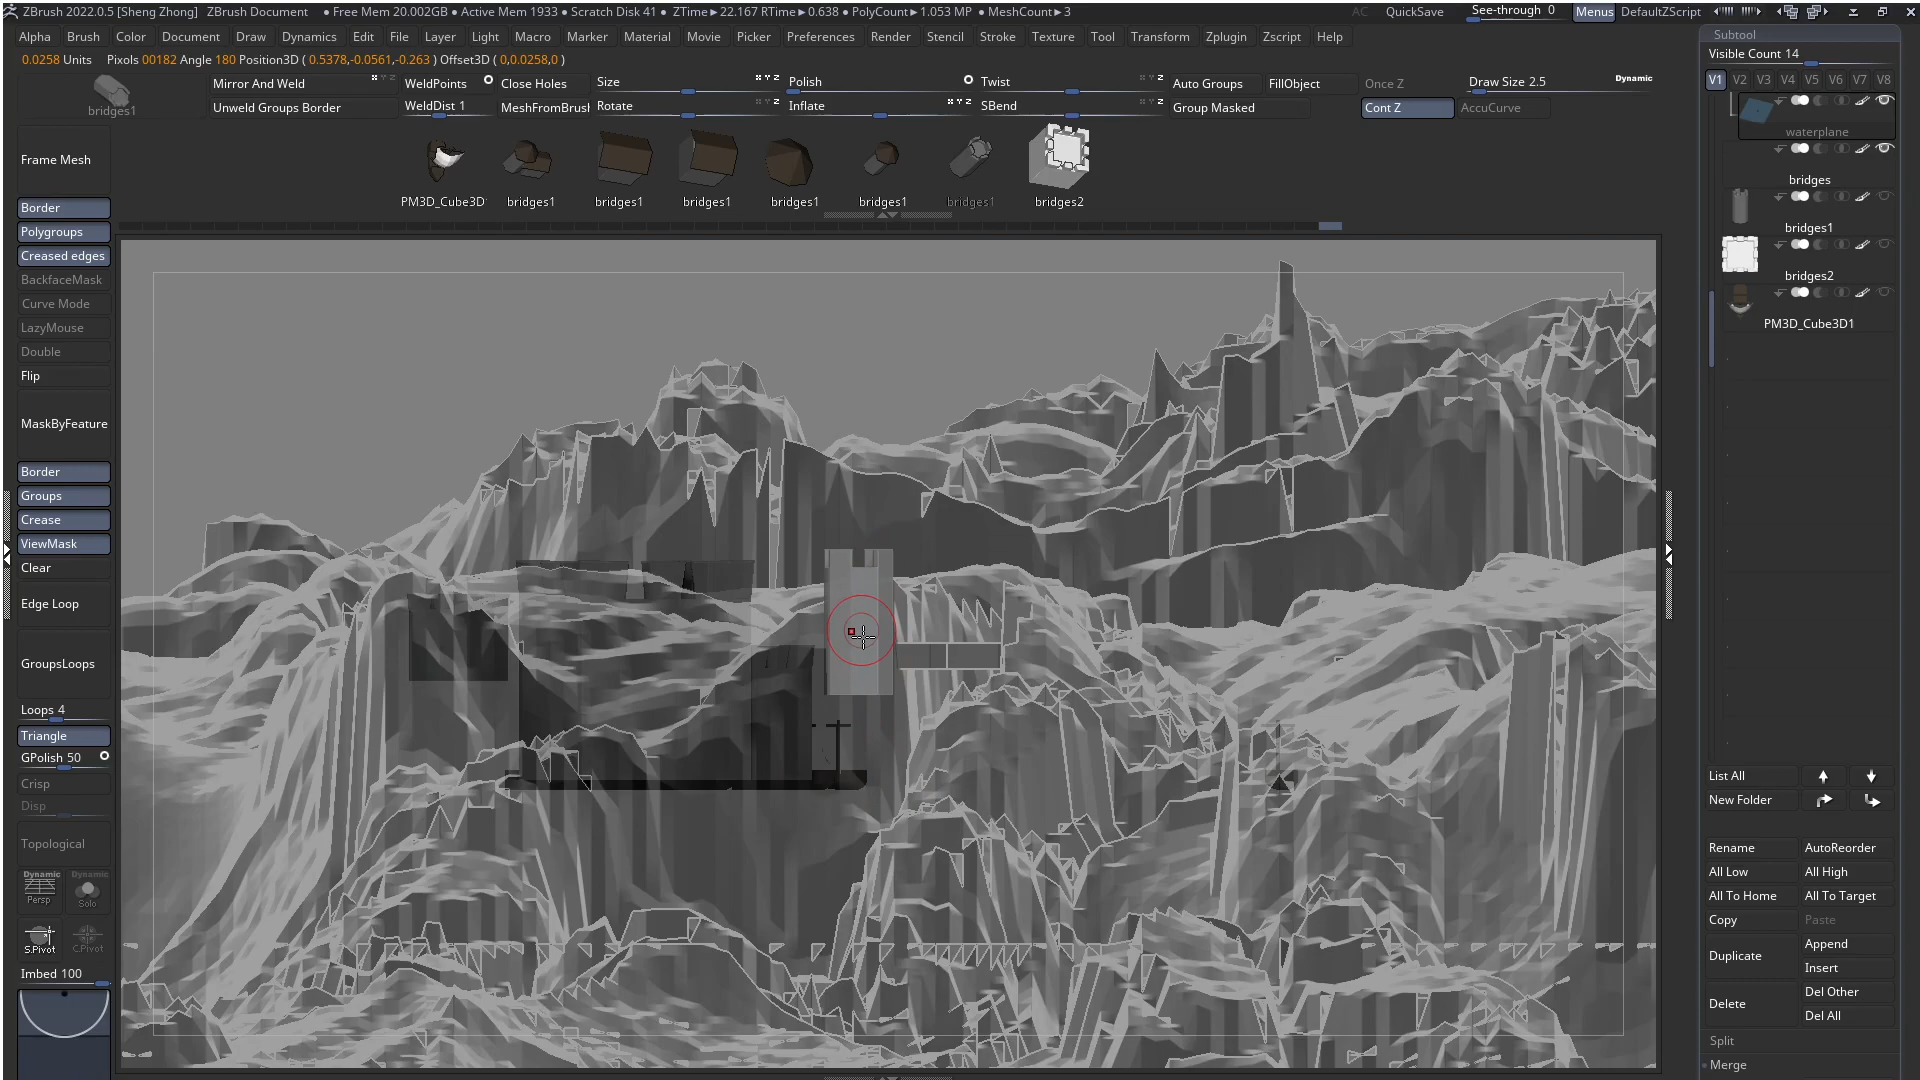 ZBrush 2022.0.5 [Sheng Zhong] ZBrush Document • Free Mem 20.002GB • Active Mem 1933 • Scratch Disk 41 • ZTime►22.167 RTime►0.638 • PolyCount►1.053 MP • MeshCount►3 AC QuickSave See-through 0 Menus DefaultZScript
Alpha Brush Color Document Draw Dynamics Edit File Layer Light Macro Marker Material Movie Picker Preferences Render Stencil Stroke Texture Tool Transform Zplugin Zscript Help
0.0258 Units Pixols 00182 Angle 180 Position3D ( 0.5378,-0.0561,-0.263 ) Offset3D ( 0,0.0258,0 )
bridges1
Mirror And Weld WeldPoints Close Holes Size Polish Twist Auto Groups FillObject Once Z Draw Size 2.5 Dynamic
Unweld Groups Border WeldDist 1 MeshFromBrush Rotate Inflate SBend Group Masked Cont Z AccuCurve
PM3D_Cube3D bridges1 bridges1 bridges1 bridges1 bridges1 bridges1 bridges2
Frame Mesh
Border
Polygroups
Creased edges
BackfaceMask
Curve Mode
LazyMouse
Double
Flip
MaskByFeature
Border
Groups
Crease
ViewMask
Clear
Edge Loop
GroupsLoops
Loops 4
Triangle
GPolish 50
Crisp
Disp
Topological
Dynamic Dynamic
Persp Solo
S.Pivot C.Pivot
Imbed 100
Subtool
Visible Count 14
V1 V2 V3 V4 V5 V6 V7 V8
waterplane
bridges
bridges1
bridges2
PM3D_Cube3D1
List All
New Folder
Rename AutoReorder
All Low All High
All To Home All To Target
Copy Paste
Duplicate Append
Insert
Delete Del Other
Del All
Split
Merge